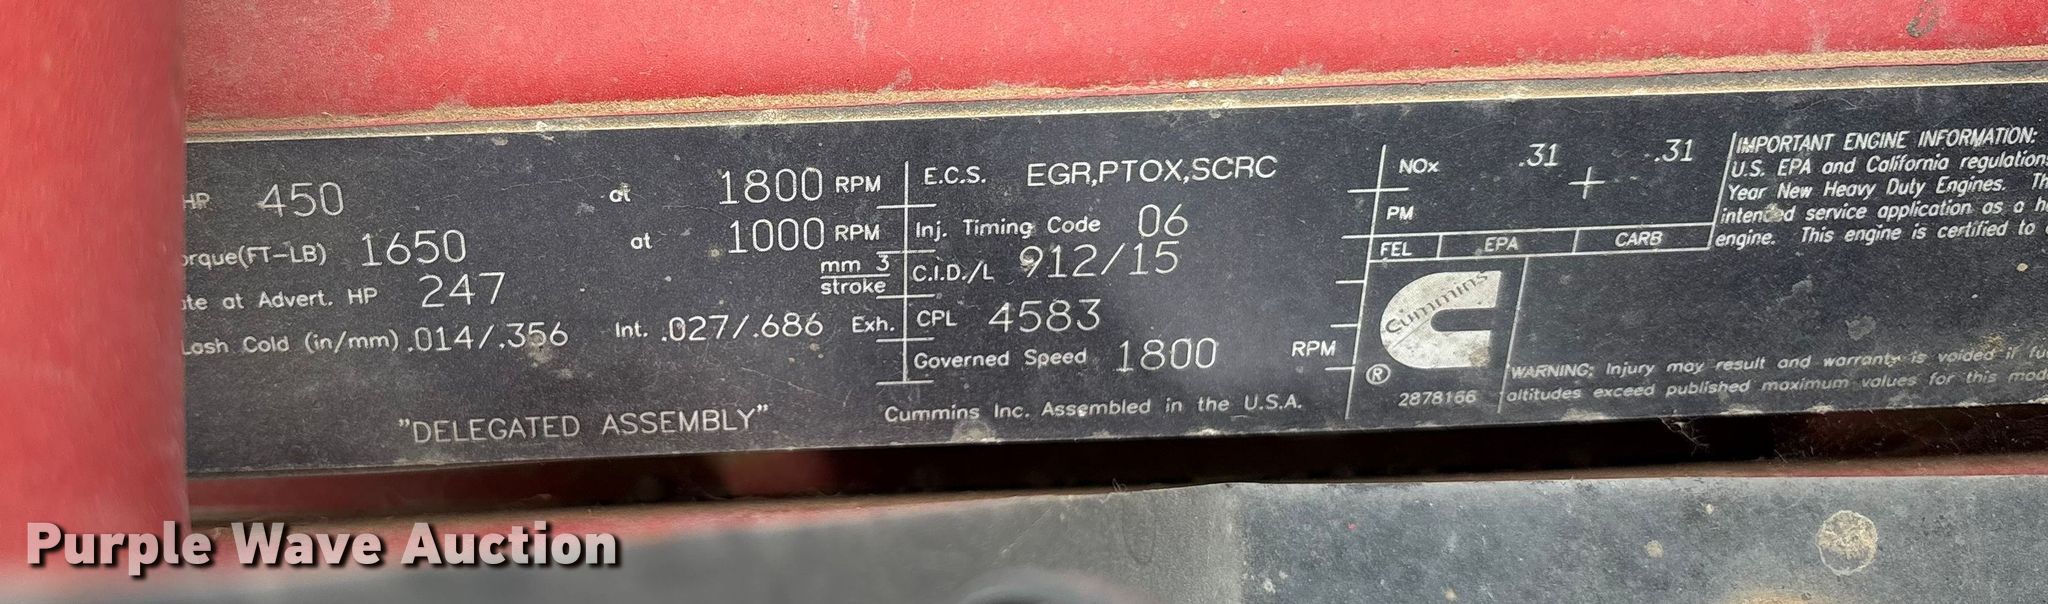 HP 450 at 1800 RPM
(FT-LB) 1650 at 1000 RPM
at Advert. HP 247 mm 3
stroke
Lash Cold (in/mm) .014/.356 Int. .027/.686 Exh.
"DELEGATED ASSEMBLY"
E.C.S. EGR,PTOX,SCRC
Inj. Timing Code 06
C.I.D./L 912/15
CPL 4583
Governed Speed 1800 RPM
Cummins Inc. Assembled in the U.S.A.
NOx .31 .31
PM
FEL EPA CARB
Cummins
®
2878166
IMPORTANT ENGINE INFORMATION:
U.S. EPA and California regulations
Year New Heavy Duty Engines.
intended service application as a
engine. This engine is certified to
WARNING: Injury may result and warranty is voided if
altitudes exceed published maximum values for this
Purple Wave Auction